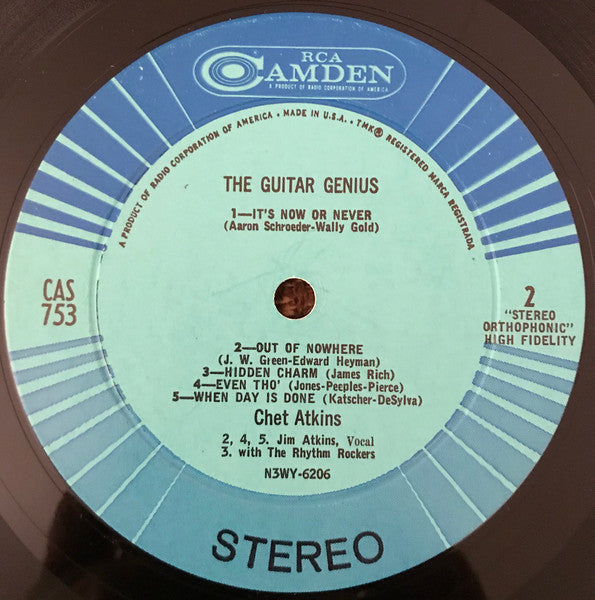 RCA
CAMDEN
A PRODUCT OF RADIO CORPORATION OF AMERICA
A PRODUCT OF RADIO CORPORATION OF AMERICA • MADE IN U.S.A. • TMK® REGISTERED MARCA REGISTRADA
THE GUITAR GENIUS
1—IT'S NOW OR NEVER
(Aaron Schroeder-Wally Gold)
CAS
753
2
"STEREO
ORTHOPHONIC"
HIGH FIDELITY
2—OUT OF NOWHERE
(J. W. Green-Edward Heyman)
3—HIDDEN CHARM (James Rich)
4—EVEN THO' (Jones-Peeples-Pierce)
5—WHEN DAY IS DONE (Katscher-DeSylva)
Chet Atkins
2, 4, 5. Jim Atkins, Vocal
3. with The Rhythm Rockers
N3WY-6206
STEREO